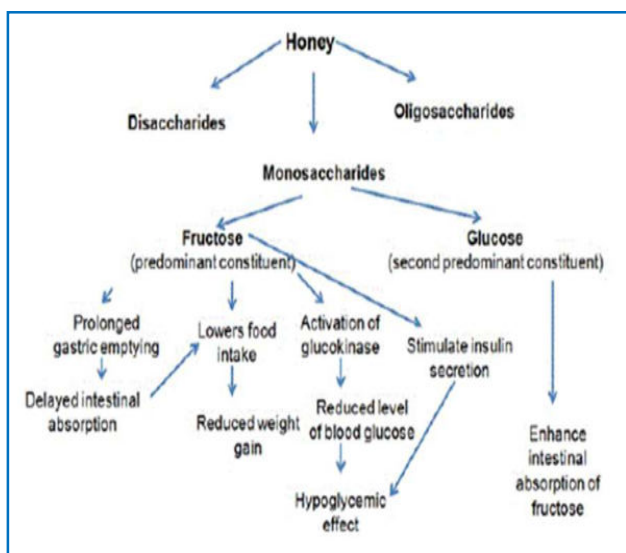 Honey
Disaccharides
Oligosaccharides
Monosaccharides
Fructose
(predominant constituent)
Glucose
(second predominant constituent)
Prolonged
gastric emptying
Lowers food
intake
Activation of
glucokinase
Stimulate insulin
secretion
Delayed intestinal
absorption
Reduced weight
gain
Reduced level
of blood glucose
Enhance
intestinal
absorption of
fructose
Hypoglycemic
effect